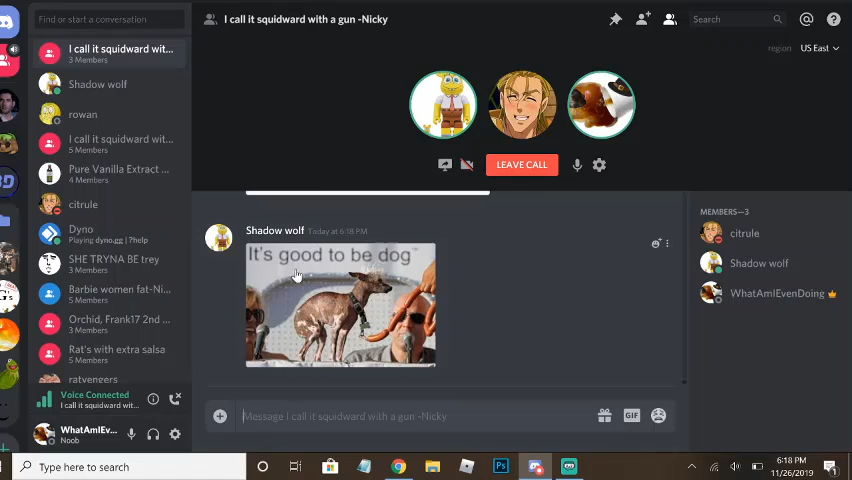 Find or start a conversation
I call it squidward with a gun -Nicky
Search
region US East
I call it squidward wit...
3 Members
Shadow wolf
rowan
I call it squidward wit...
5 Members
Pure Vanilla Extract ...
4 Members
citrule
Dyno
Playing dyno.gg | ?help
SHE TRYNA BE trey
3 Members
Barbie women fat-Ni...
5 Members
Orchid, Frank17 2nd ...
3 Members
Rat's with extra salsa
5 Members
ratvengers
Voice Connected
I call it squidward wit...
WhatAmIEv...
Noob
LEAVE CALL
Shadow wolf Today at 6:18 PM
It's good to be dog™
Message I call it squidward with a gun -Nicky
GIF
MEMBERS—3
citrule
Shadow wolf
WhatAmIEvenDoing
Type here to search
Ps
6:18 PM
11/26/2019